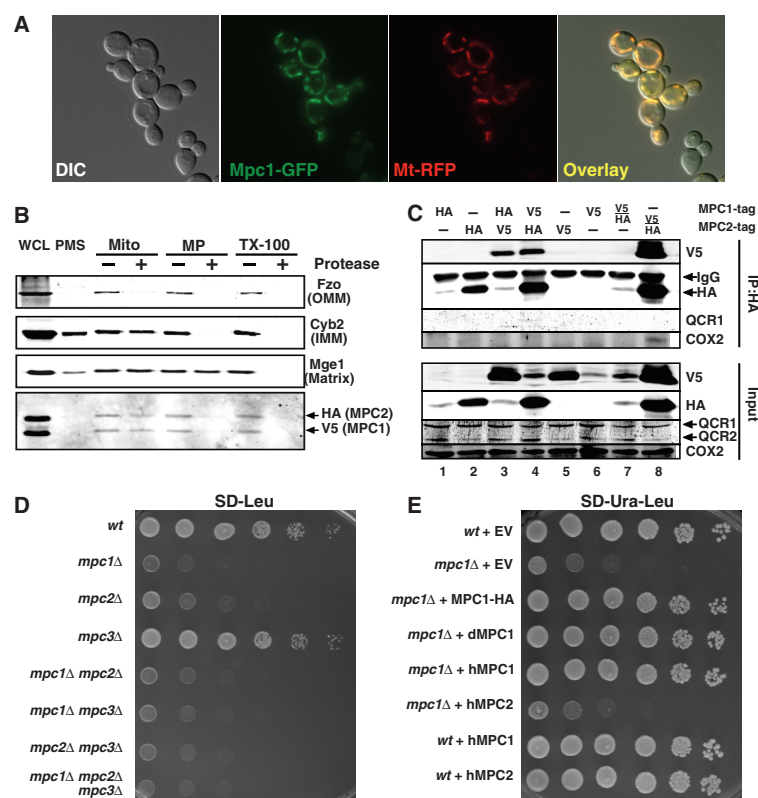 A
DIC
Mpc1-GFP
Mt-RFP
Overlay
B
WCL PMS Mito MP TX-100
– + – + – + Protease
Fzo
(OMM)
Cyb2
(IMM)
Mge1
(Matrix)
HA (MPC2)
V5 (MPC1)
C
HA – HA V5 – V5 V5/HA – MPC1-tag
– HA V5 HA V5 – – V5/HA MPC2-tag
V5
IgG
HA
QCR1
COX2
IP:HA
V5
HA
QCR1
QCR2
COX2
Input
1 2 3 4 5 6 7 8
D
SD-Leu
wt
mpc1Δ
mpc2Δ
mpc3Δ
mpc1Δ mpc2Δ
mpc1Δ mpc3Δ
mpc2Δ mpc3Δ
mpc1Δ mpc2Δ
mpc3Δ
E
SD-Ura-Leu
wt + EV
mpc1Δ + EV
mpc1Δ + MPC1-HA
mpc1Δ + dMPC1
mpc1Δ + hMPC1
mpc1Δ + hMPC2
wt + hMPC1
wt + hMPC2